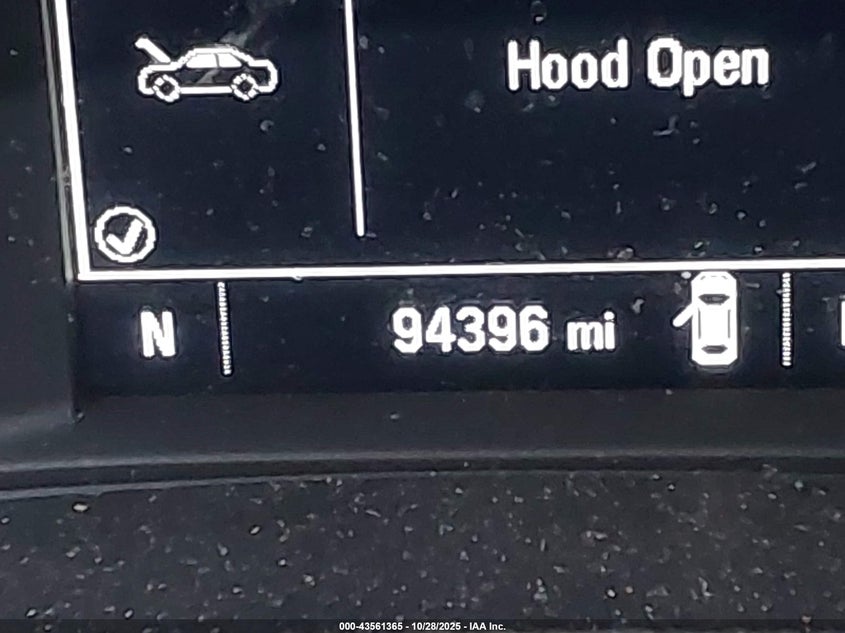 Hood Open
N
94396 mi
000-43561365 - 10/28/2025 - IAA Inc.